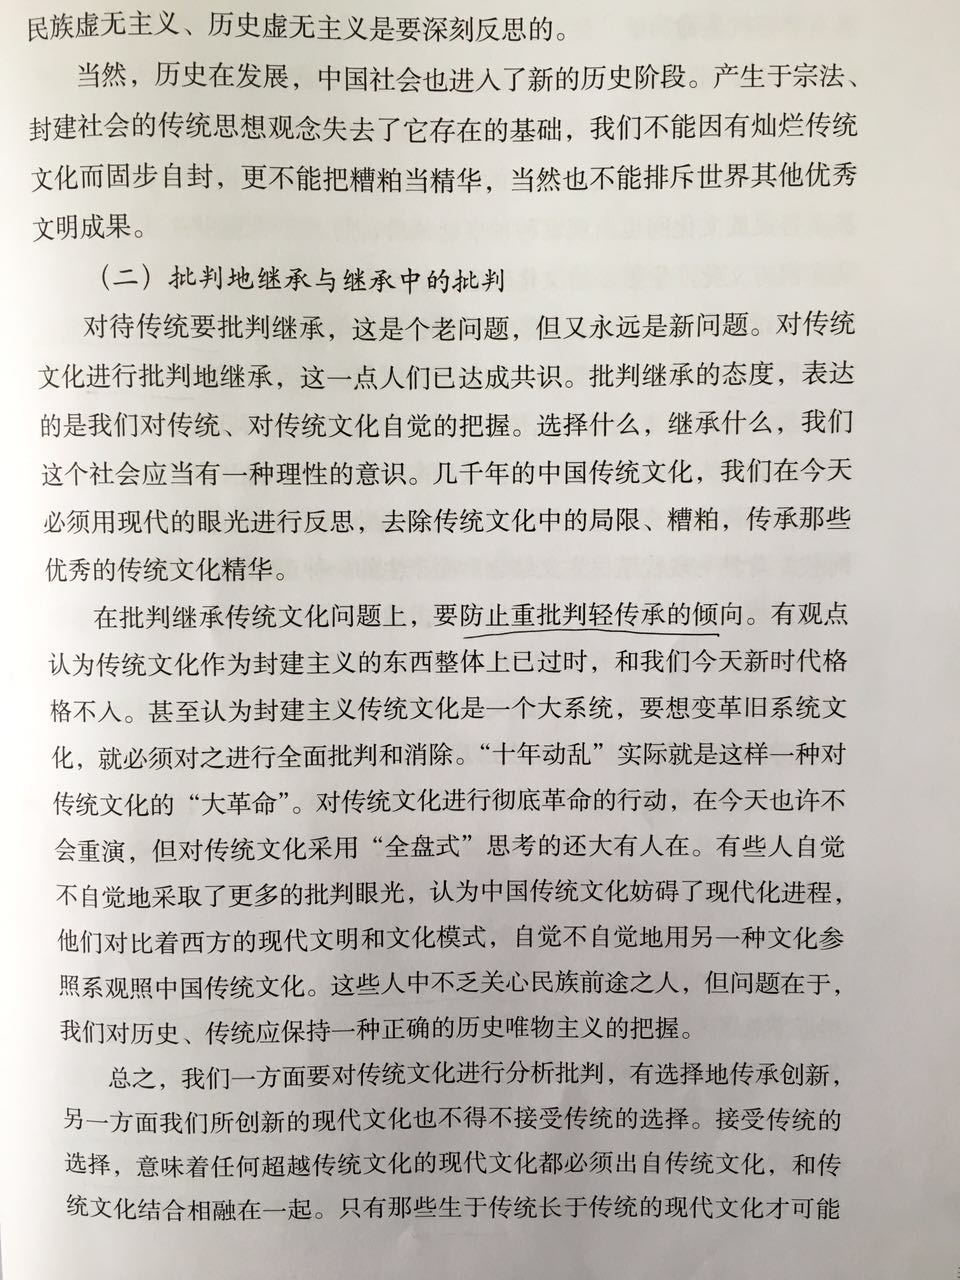 民族虚无主义、历史虚无主义是要深刻反思的。
当然，历史在发展，中国社会也进入了新的历史阶段。产生于宗法、
封建社会的传统思想观念失去了它存在的基础，我们不能因有灿烂传统
文化而固步自封，更不能把糟粕当精华，当然也不能排斥世界其他优秀
文明成果。
（二）批判地继承与继承中的批判
对待传统要批判继承，这是个老问题，但又永远是新问题。对传统
文化进行批判地继承，这一点人们已达成共识。批判继承的态度，表达
的是我们对传统、对传统文化自觉的把握。选择什么，继承什么，我们
这个社会应当有一种理性的意识。几千年的中国传统文化，我们在今天
必须用现代的眼光进行反思，去除传统文化中的局限、糟粕，传承那些
优秀的传统文化精华。
在批判继承传统文化问题上，要防止重批判轻传承的倾向。有观点
认为传统文化作为封建主义的东西整体上已过时，和我们今天新时代格
格不入。甚至认为封建主义传统文化是一个大系统，要想变革旧系统文
化，就必须对之进行全面批判和消除。“十年动乱”实际就是这样一种对
传统文化的“大革命”。对传统文化进行彻底革命的行动，在今天也许不
会重演，但对传统文化采用“全盘式”思考的还大有人在。有些人自觉
不自觉地采取了更多的批判眼光，认为中国传统文化妨碍了现代化进程，
他们对比着西方的现代文明和文化模式，自觉不自觉地用另一种文化参
照系观照中国传统文化。这些人中不乏关心民族前途之人，但问题在于，
我们对历史、传统应保持一种正确的历史唯物主义的把握。
总之，我们一方面要对传统文化进行分析批判，有选择地传承创新，
另一方面我们所创新的现代文化也不得不接受传统的选择。接受传统的
选择，意味着任何超越传统文化的现代文化都必须出自传统文化，和传
统文化结合相融在一起。只有那些生于传统长于传统的现代文化才可能